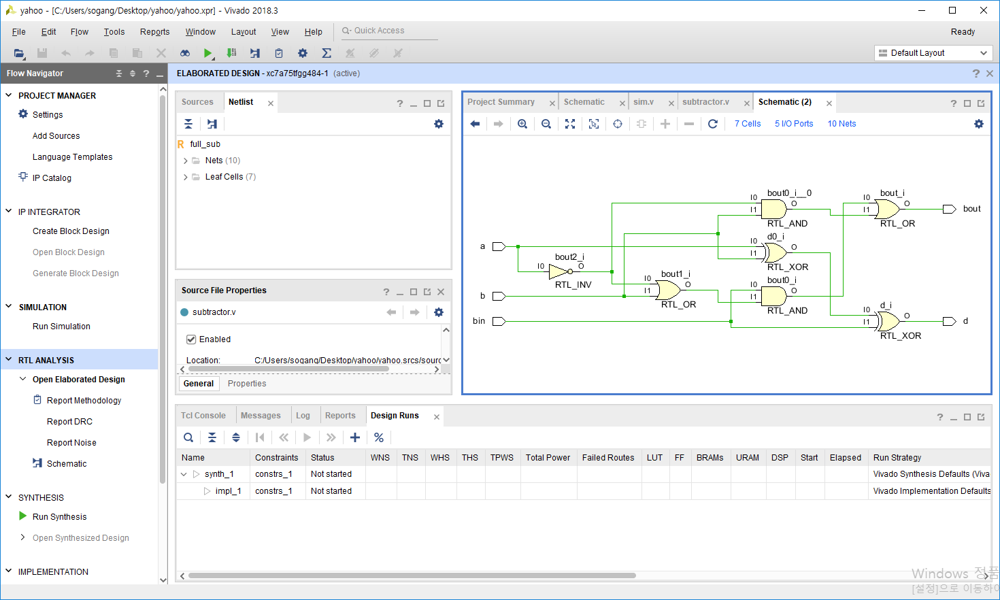 yahoo - [C:/Users/sogang/Desktop/yahoo/yahoo.xpr] - Vivado 2018.3
File Edit Flow Tools Reports Window Layout View Help Quick Access Ready
Default Layout
Flow Navigator
ELABORATED DESIGN - xc7a75tfgg484-1 (active)
PROJECT MANAGER
Settings
Add Sources
Language Templates
IP Catalog
IP INTEGRATOR
Create Block Design
Open Block Design
Generate Block Design
SIMULATION
Run Simulation
RTL ANALYSIS
Open Elaborated Design
Report Methodology
Report DRC
Report Noise
Schematic
SYNTHESIS
Run Synthesis
Open Synthesized Design
IMPLEMENTATION
Sources Netlist
R full_sub
Nets (10)
Leaf Cells (7)
Source File Properties
subtractor.v
Enabled
Location: C:/Users/sogang/Desktop/yahoo/yahoo.srcs/sourc
General Properties
Project Summary Schematic sim.v subtractor.v Schematic (2)
7 Cells 5 I/O Ports 10 Nets
bout0_i__0
I0
I1
O
RTL_AND
bout_i
I0
I1
O
RTL_OR
bout
a
d0_i
I0
I1
O
RTL_XOR
bout2_i
I0
O
RTL_INV
b
bout1_i
I0
I1
O
RTL_OR
bout0_i
I0
I1
O
RTL_AND
bin
d_i
I0
I1
O
RTL_XOR
d
Tcl Console Messages Log Reports Design Runs
Name Constraints Status WNS TNS WHS THS TPWS Total Power Failed Routes LUT FF BRAMs URAM DSP Start Elapsed Run Strategy
synth_1 constrs_1 Not started Vivado Synthesis Defaults (Viva
impl_1 constrs_1 Not started Vivado Implementation Defaults
Windows 정품
[설정]으로 이동하여